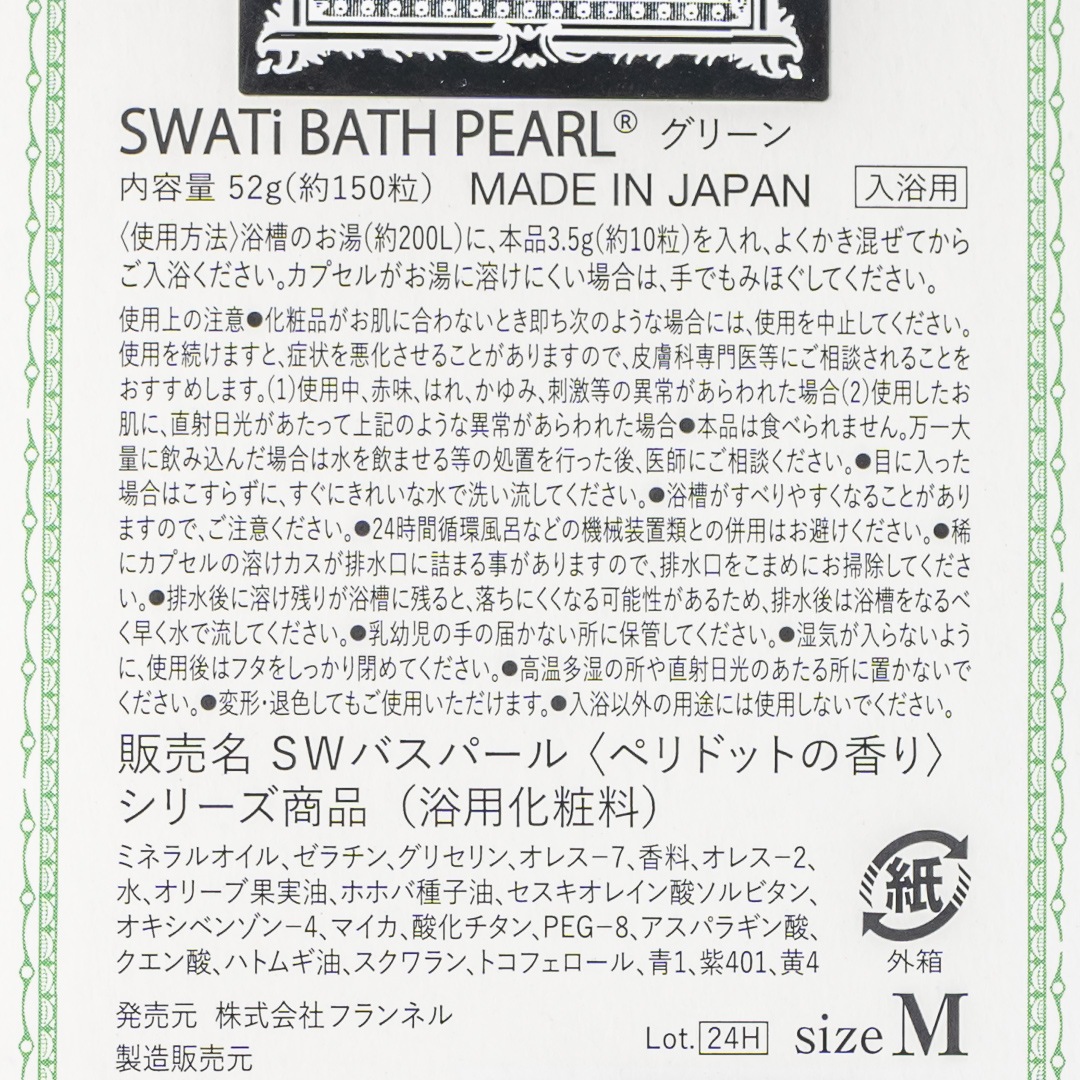 SWATi BATH PEARL® グリーン
内容量 52g(約150粒) MADE IN JAPAN 入浴用
〈使用方法〉浴槽のお湯(約200L)に、本品3.5g(約10粒)を入れ、よくかき混ぜてから
ご入浴ください。カプセルがお湯に溶けにくい場合は、手でもみほぐしてください。
使用上の注意●化粧品がお肌に合わないとき即ち次のような場合には、使用を中止してください。
使用を続けますと、症状を悪化させることがありますので、皮膚科専門医等にご相談されることを
おすすめします。(1)使用中、赤味、はれ、かゆみ、刺激等の異常があらわれた場合(2)使用したお
肌に、直射日光があたって上記のような異常があらわれた場合●本品は食べられません。万一大
量に飲み込んだ場合は水を飲ませる等の処置を行った後、医師にご相談ください。●目に入った
場合はこすらずに、すぐにきれいな水で洗い流してください。●浴槽がすべりやすくなることがあり
ますので、ご注意ください。●24時間循環風呂などの機械装置類との併用はお避けください。●稀
にカプセルの溶けカスが排水口に詰まる事がありますので、排水口をこまめにお掃除してくださ
い。●排水後に溶け残りが浴槽に残ると、落ちにくくなる可能性があるため、排水後は浴槽をなるべ
く早く水で流してください。●乳幼児の手の届かない所に保管してください。●湿気が入らないよう
に、使用後はフタをしっかり閉めてください。●高温多湿の所や直射日光のあたる所に置かないで
ください。●変形・退色してもご使用いただけます。●入浴以外の用途には使用しないでください。
販売名 SWバスパール〈ペリドットの香り〉
シリーズ商品（浴用化粧料）
ミネラルオイル、ゼラチン、グリセリン、オレス−7、香料、オレス−2、
水、オリーブ果実油、ホホバ種子油、セスキオレイン酸ソルビタン、
オキシベンゾン−4、マイカ、酸化チタン、PEG−8、アスパラギン酸、
クエン酸、ハトムギ油、スクワラン、トコフェロール、青1、紫401、黄4
紙
外箱
発売元 株式会社フランネル
製造販売元
Lot. 24H size M